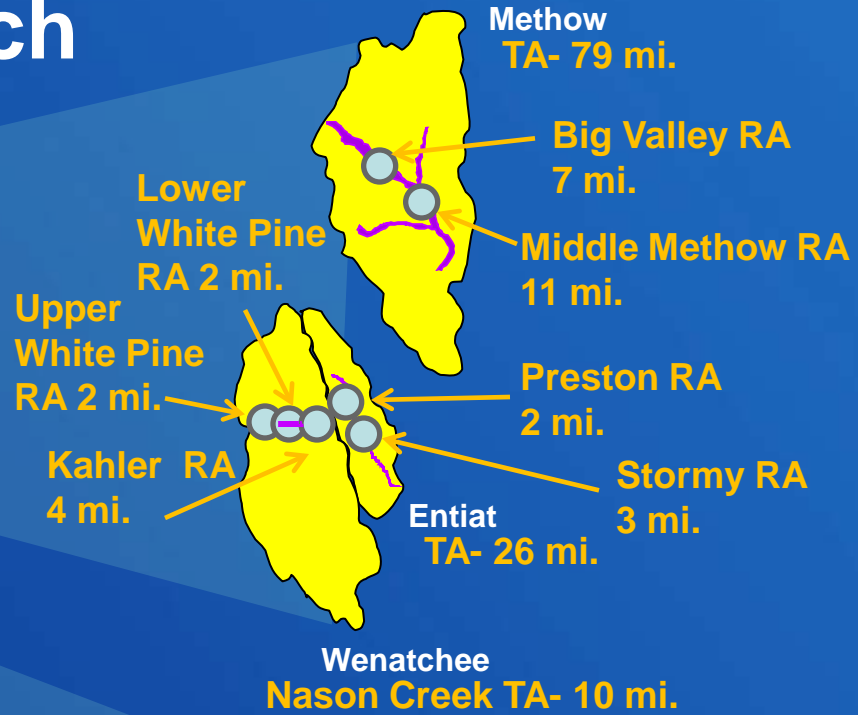 ch
Methow
TA- 79 mi.
Big Valley RA
7 mi.
Lower
White Pine
RA 2 mi.
Middle Methow RA
11 mi.
Upper
White Pine
RA 2 mi.
Preston RA
2 mi.
Kahler RA
4 mi.
Stormy RA
3 mi.
Entiat
TA- 26 mi.
Wenatchee
Nason Creek TA- 10 mi.